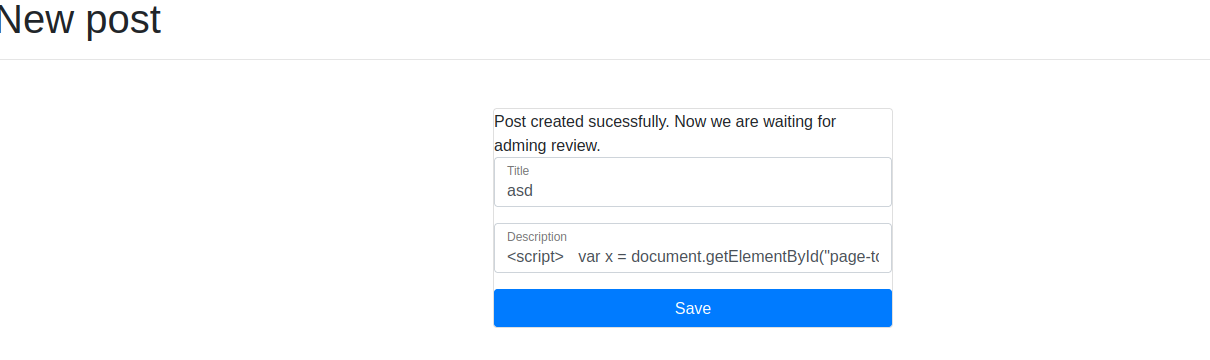 New post
Post created sucessfully. Now we are waiting for
adming review.
Title
asd
Description
<script>   var x = document.getElementById("page-to
Save